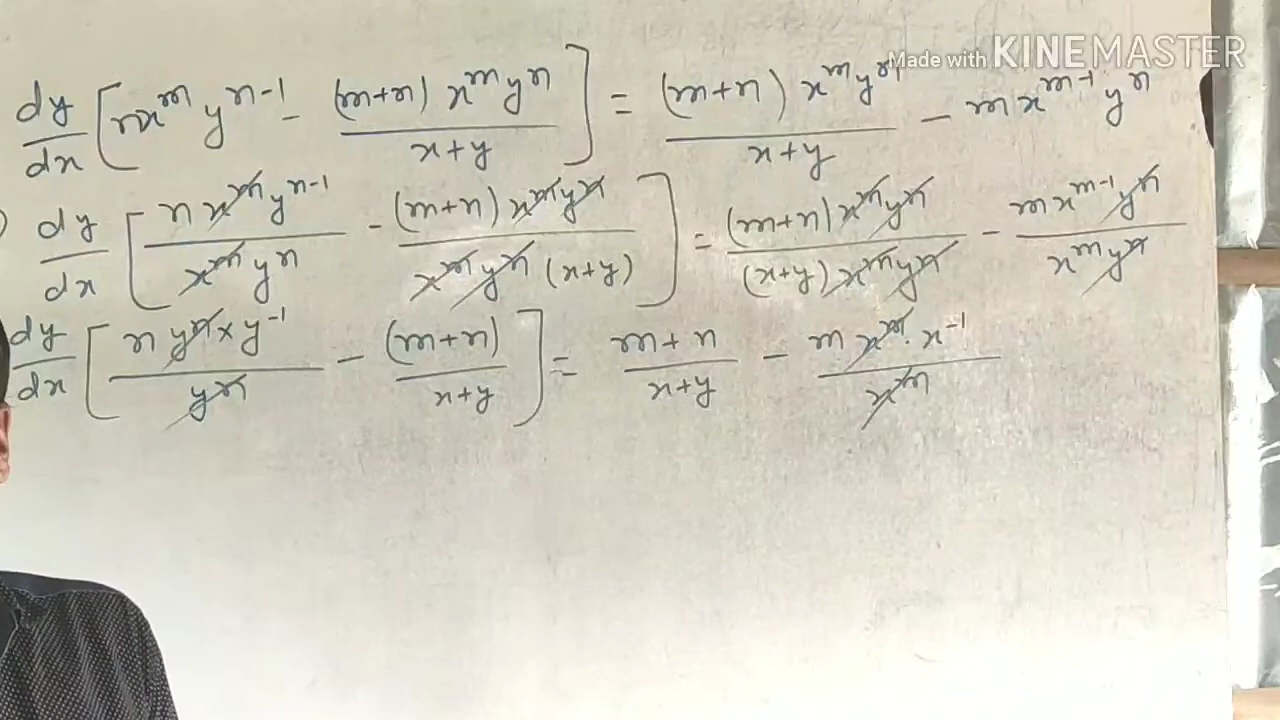 Made with KINEMASTER
dy/dx [nx^m y^(n-1) - (m+n) x^m y^n / x+y] = (m+n) x^m y^n / x+y - m x^(m-1) y^n
) dy/dx [n x^m y^(n-1) / x^m y^n - (m+n) x^m y^n / x^m y^n (x+y)] = (m+n) x^m y^n / (x+y) x^m y^n - m x^(m-1) y^n / x^m y^n
dy/dx [n y^n × y^-1 / y^n - (m+n) / x+y] = m+n / x+y - m x^m · x^-1 / x^m